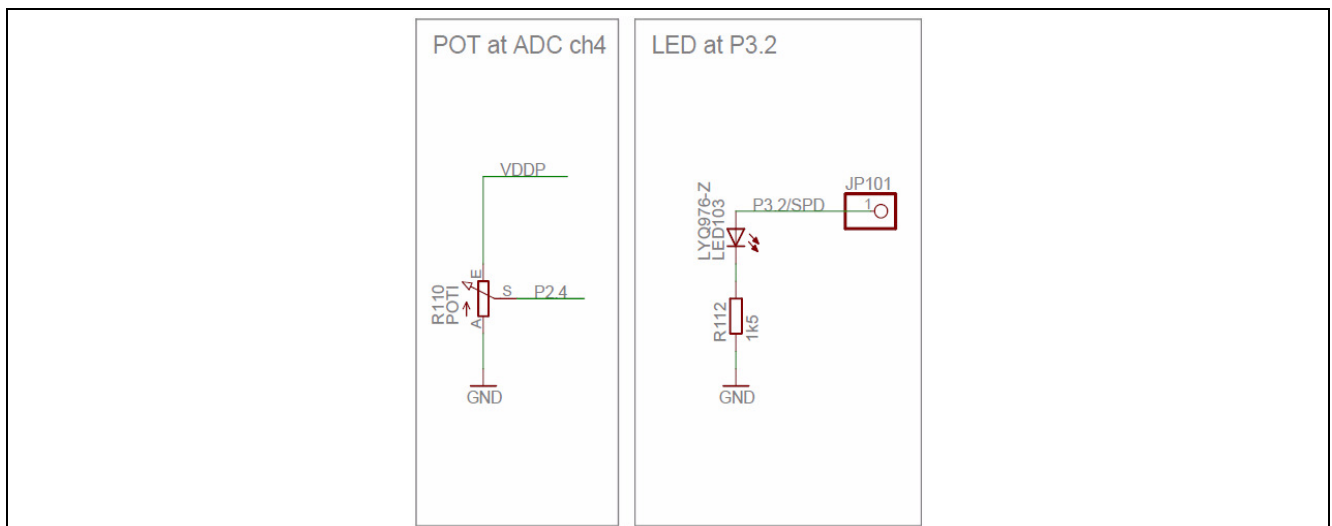 POT at ADC ch4
VDDP
E
S
P2.4
R110
POTI
A
GND
LED at P3.2
JP101
P3.2/SPD
1
LYQ976-Z
LED103
R112
1k5
GND